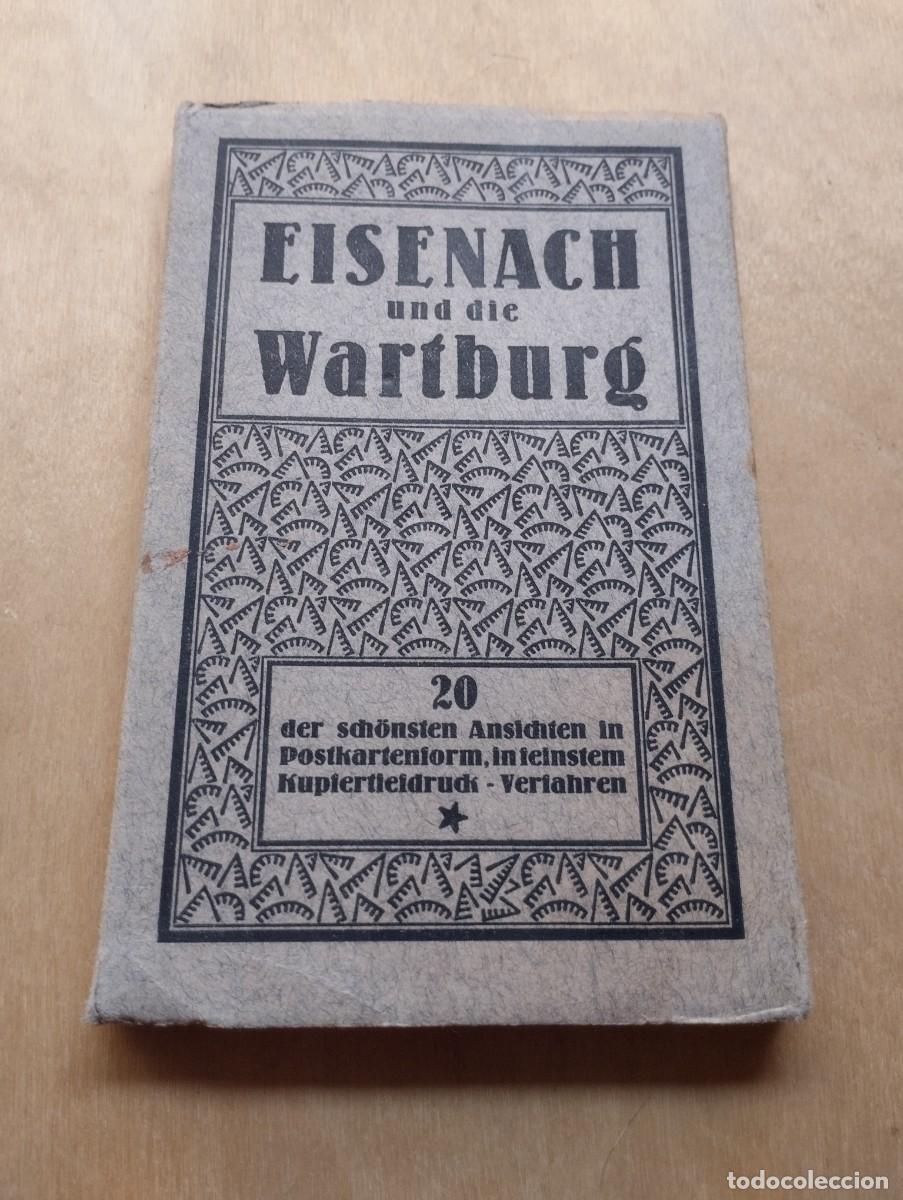 EISENACH
und die
Wartburg
20
der schönsten Ansichten in
Postkartenform, in feinstem
Kupfertiefdruck - Verfahren
todocoleccion